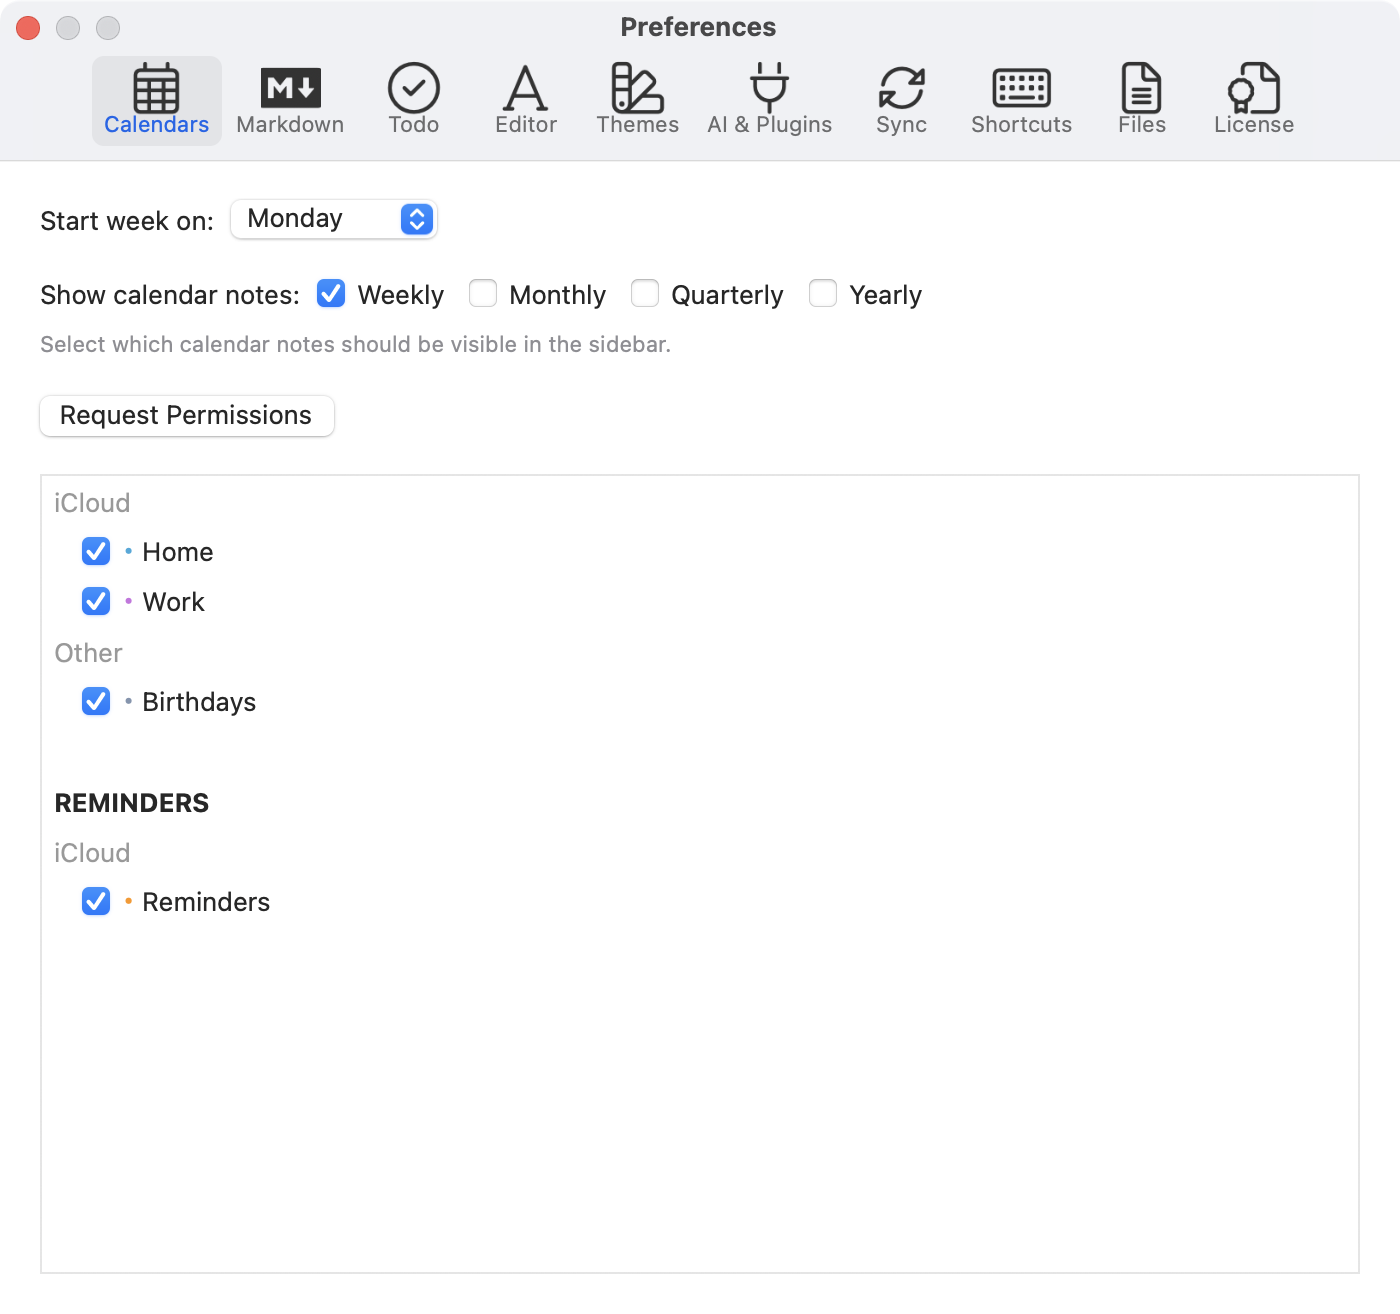 Preferences
Calendars Markdown Todo Editor Themes AI & Plugins Sync Shortcuts Files License
Start week on: Monday
Show calendar notes: Weekly Monthly Quarterly Yearly
Select which calendar notes should be visible in the sidebar.
Request Permissions
iCloud
Home
Work
Other
Birthdays
REMINDERS
iCloud
Reminders